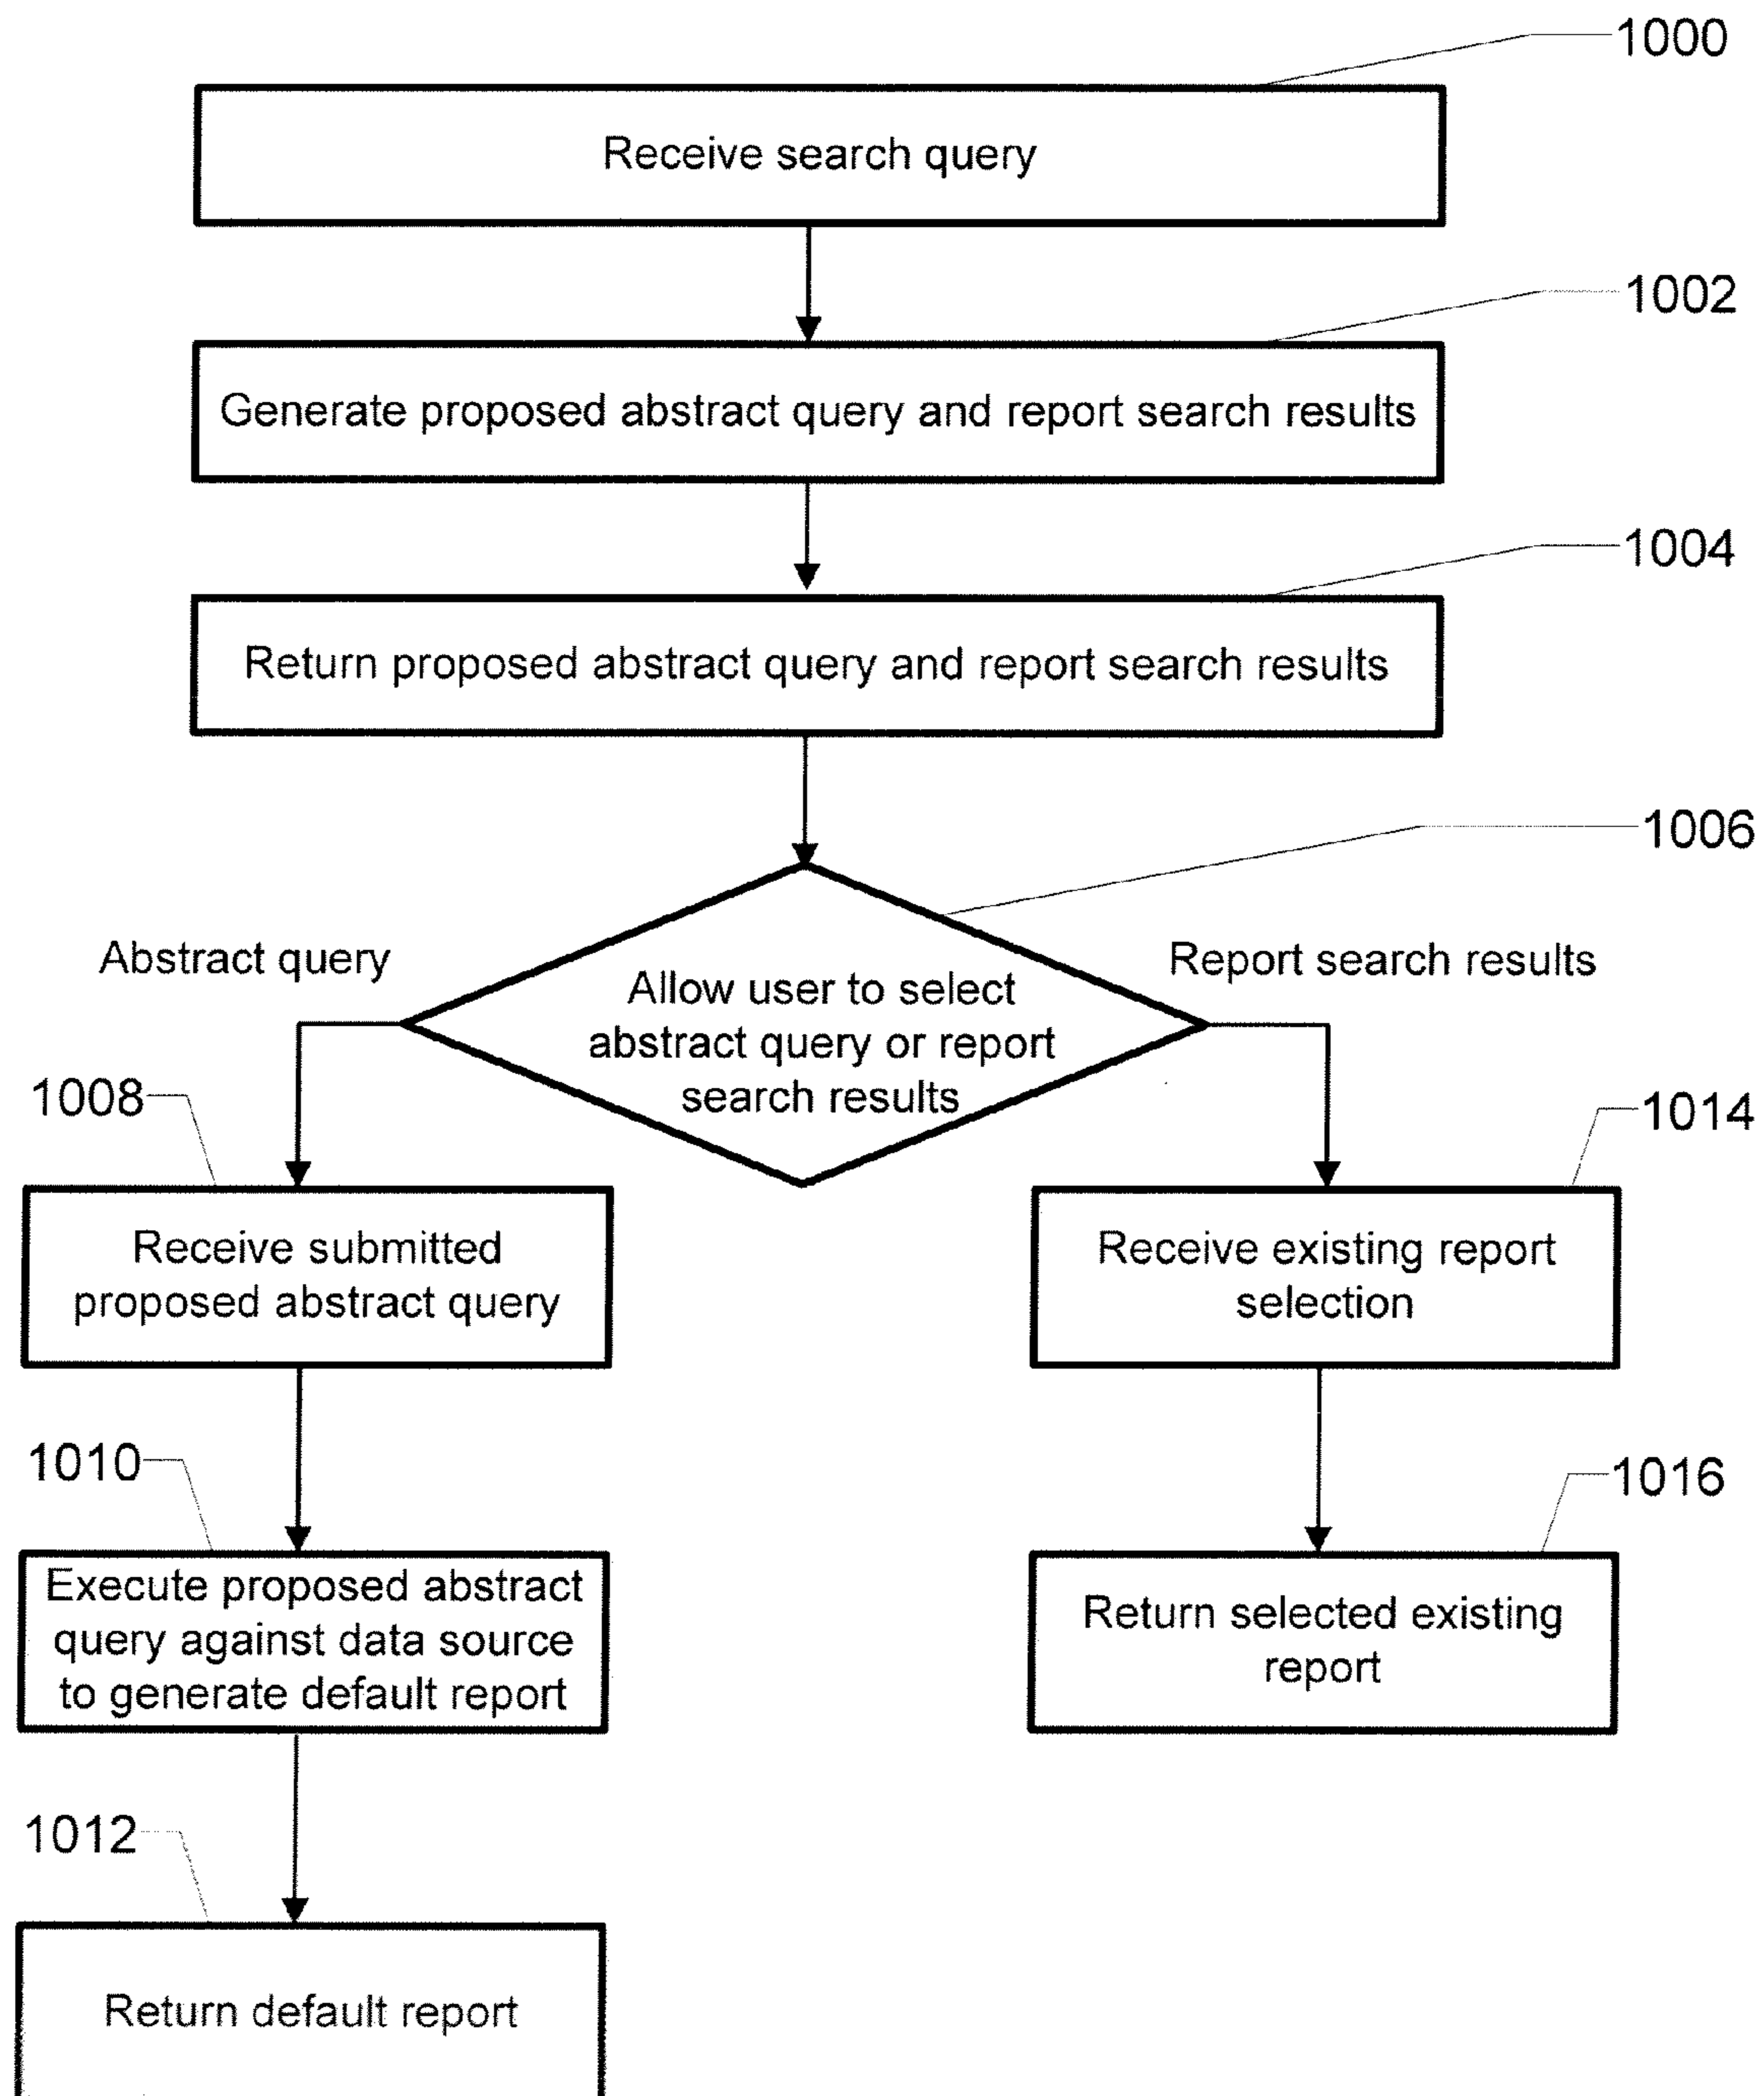 1000
Receive search query
1002
Generate proposed abstract query and report search results
1004
Return proposed abstract query and report search results
1006
Abstract query
Report search results
Allow user to select
abstract query or report
search results
1008
Receive submitted
proposed abstract query
1014
Receive existing report
selection
1010
Execute proposed abstract
query against data source
to generate default report
1016
Return selected existing
report
1012
Return default report